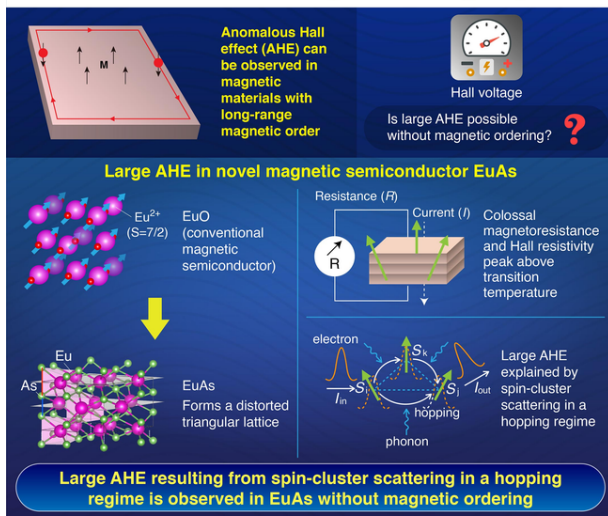 Anomalous Hall
effect (AHE) can
be observed in
magnetic
materials with
long-range
magnetic order
M
Hall voltage
Is large AHE possible
without magnetic ordering?
?
Large AHE in novel magnetic semiconductor EuAs
Eu2+
(S=7/2)
EuO
(conventional
magnetic
semiconductor)
Resistance (R)
Current (I)
R
Colossal
magnetoresistance
and Hall resistivity
peak above
transition
temperature
Eu
As
EuAs
Forms a distorted
triangular lattice
electron
Sk
Si
Sj
Iin
Iout
hopping
phonon
Large AHE
explained by
spin-cluster
scattering in a
hopping regime
Large AHE resulting from spin-cluster scattering in a hopping
regime is observed in EuAs without magnetic ordering